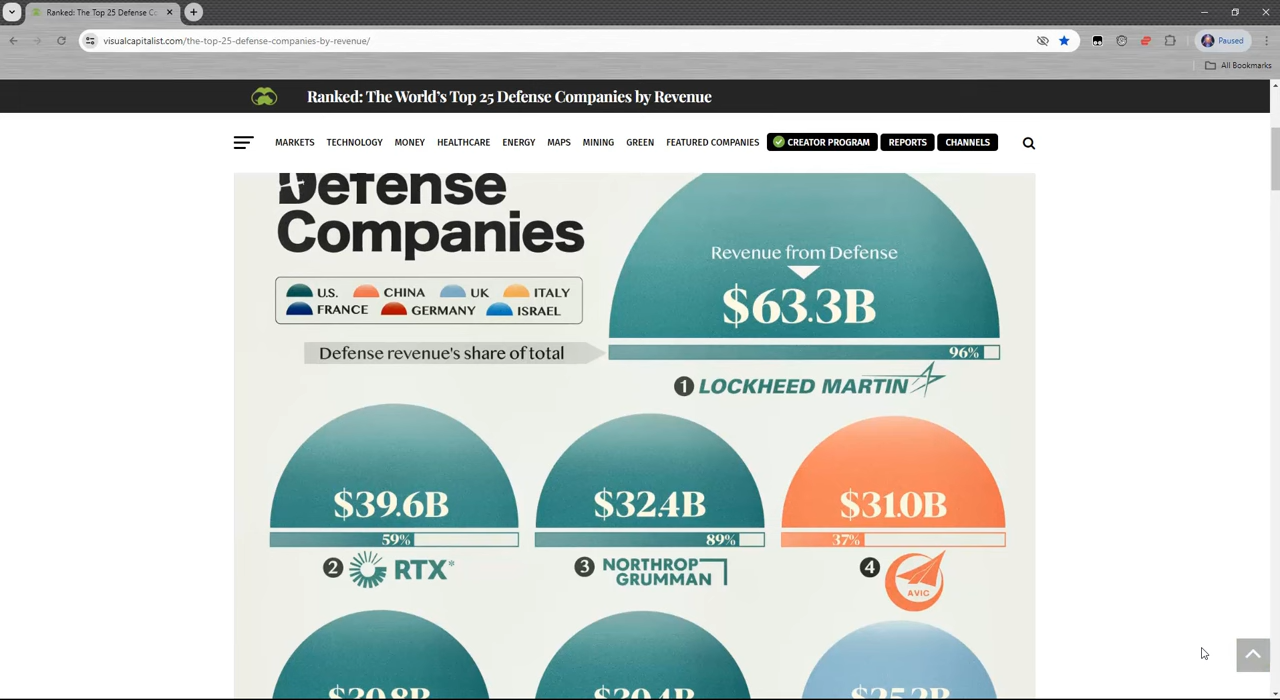 Ranked: The Top 25 Defense C
visualcapitalist.com/the-top-25-defense-companies-by-revenue/
Paused
All Bookmarks
Ranked: The World's Top 25 Defense Companies by Revenue
MARKETS TECHNOLOGY MONEY HEALTHCARE ENERGY MAPS MINING GREEN FEATURED COMPANIES CREATOR PROGRAM REPORTS CHANNELS
Defense
Companies
Revenue from Defense
$63.3B
U.S. CHINA UK ITALY
FRANCE GERMANY ISRAEL
Defense revenue's share of total
96%
1 LOCKHEED MARTIN
$39.6B
$32.4B
$31.0B
59%
89%
37%
2 RTX*
3 NORTHROP
GRUMMAN
4
AVIC